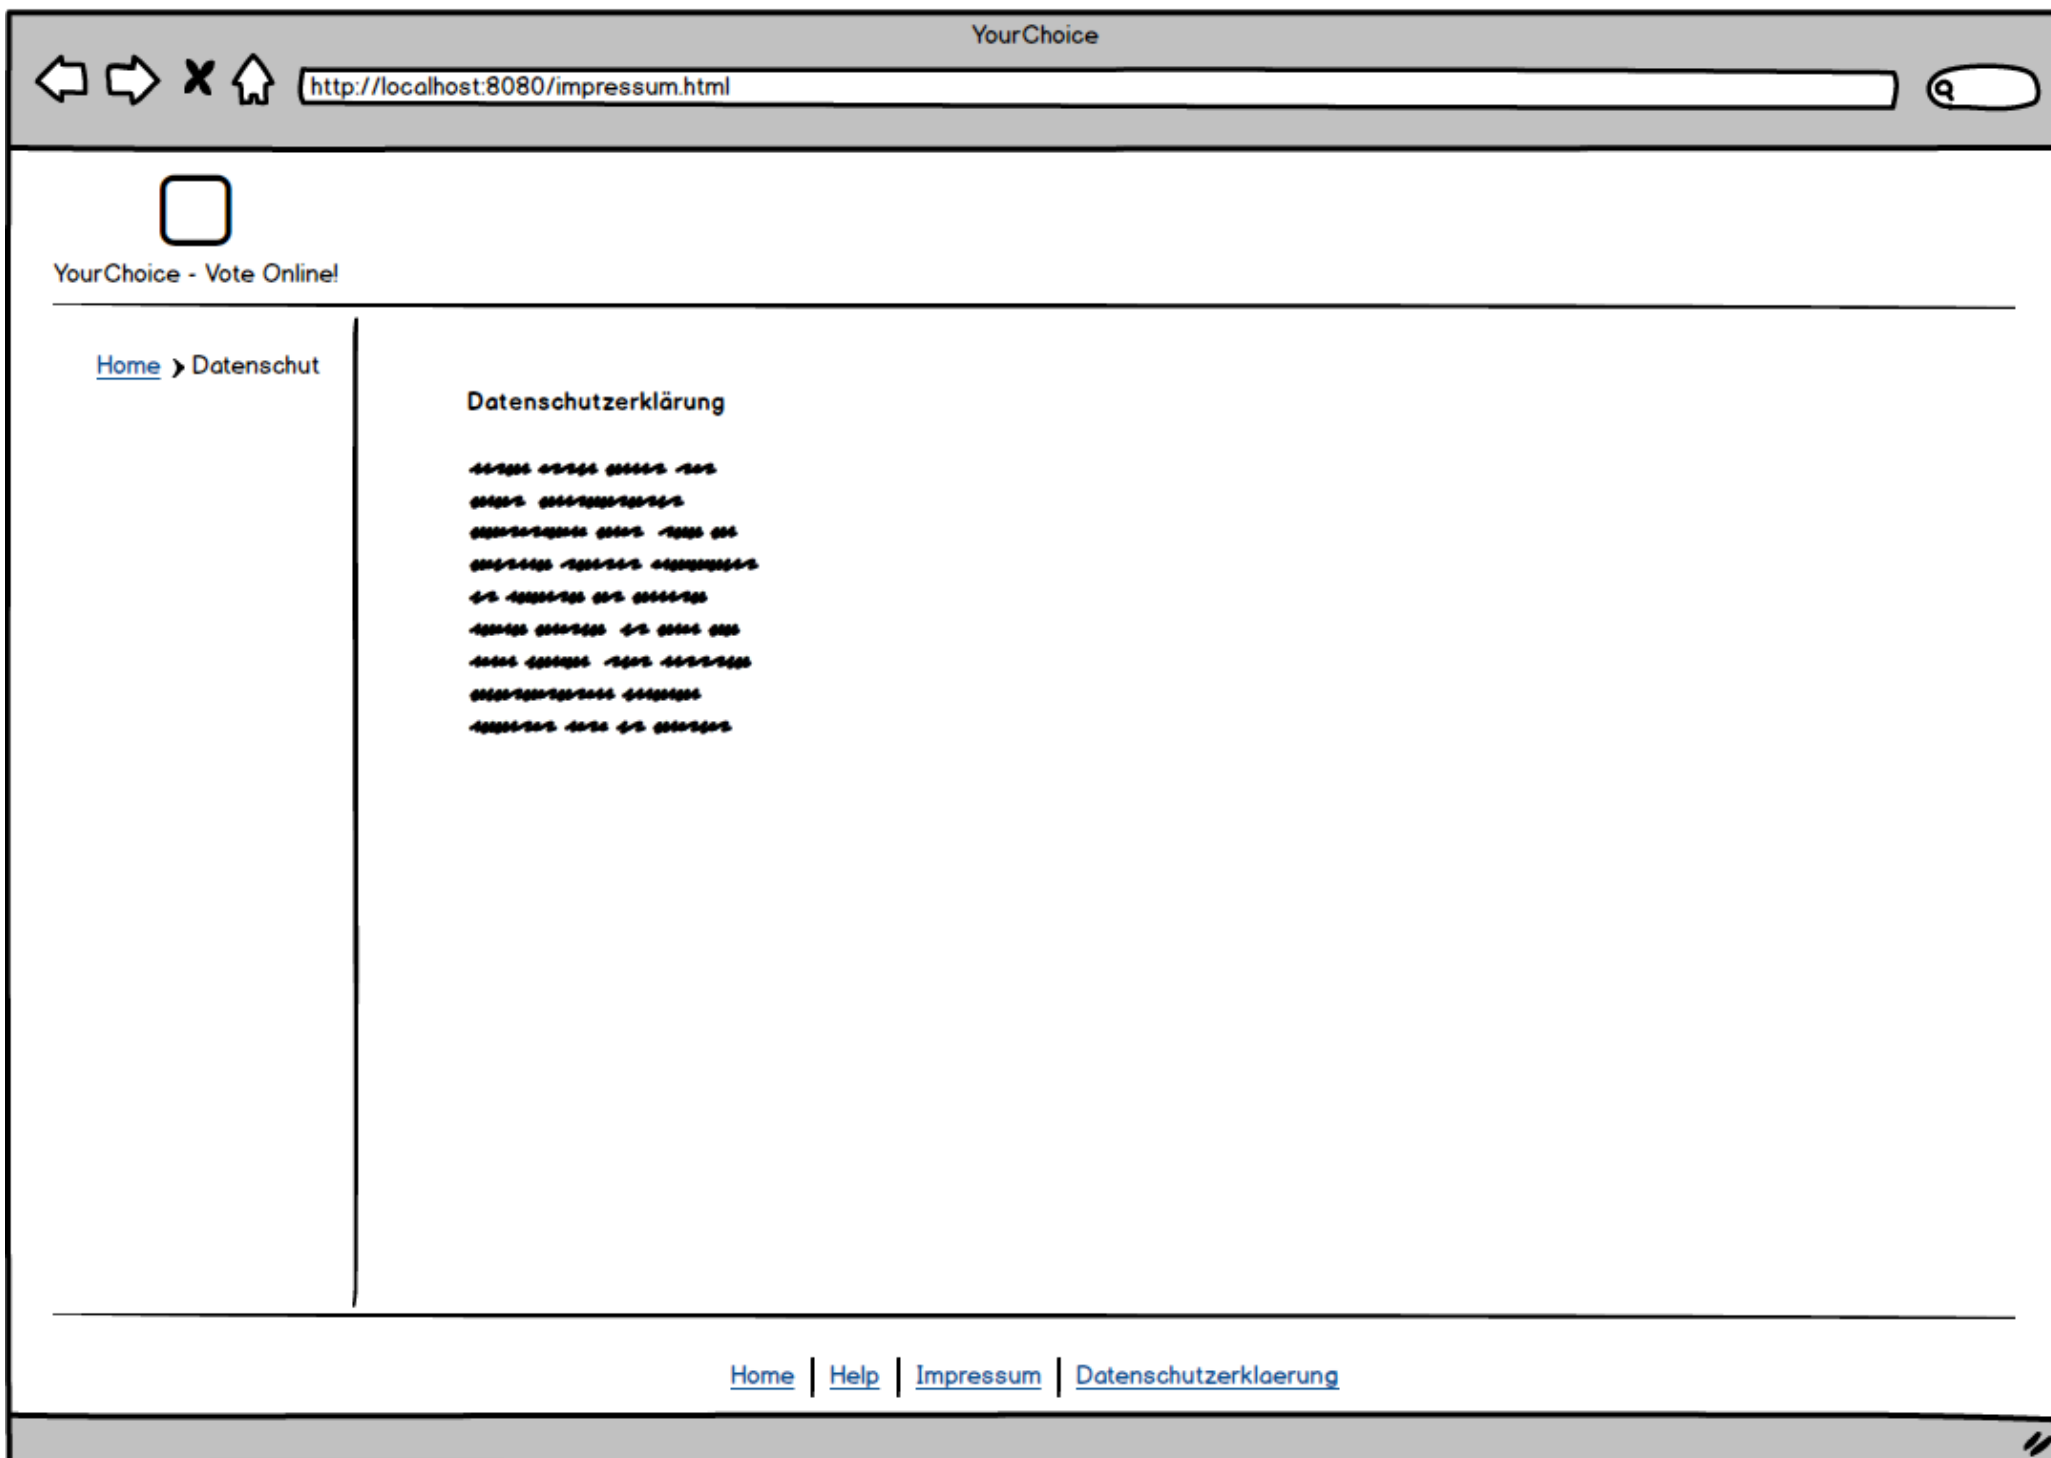 YourChoice
http://localhost:8080/impressum.html
YourChoice - Vote Online!
Home ❯ Datenschut
Datenschutzerklärung
Home | Help | Impressum | Datenschutzerklaerung